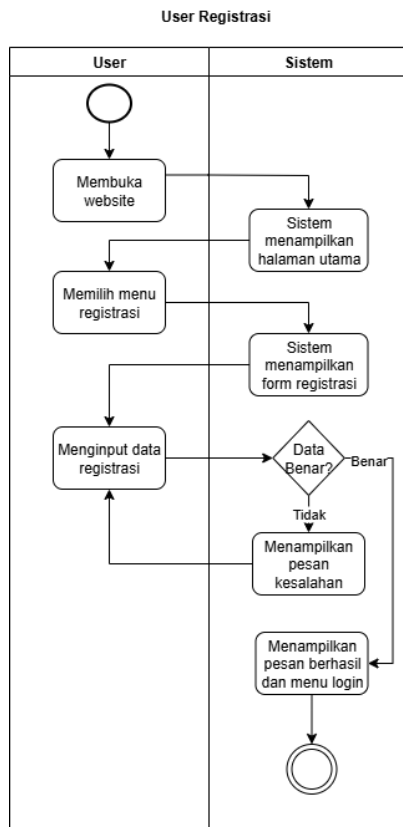 User Registrasi
User
Sistem
Membuka
website
Sistem
menampilkan
halaman utama
Memilih menu
registrasi
Sistem
menampilkan
form registrasi
Menginput data
registrasi
Data
Benar?
Benar
Tidak
Menampilkan
pesan
kesalahan
Menampilkan
pesan berhasil
dan menu login